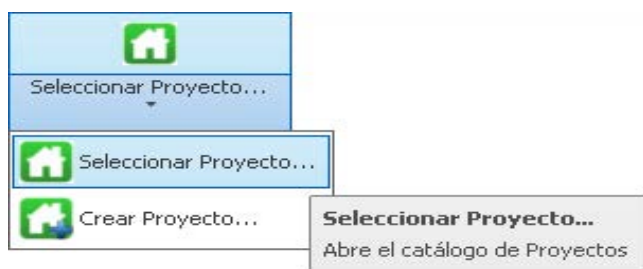 Seleccionar Proyecto...
Seleccionar Proyecto...
Crear Proyecto...
Seleccionar Proyecto...
Abre el catálogo de Proyectos